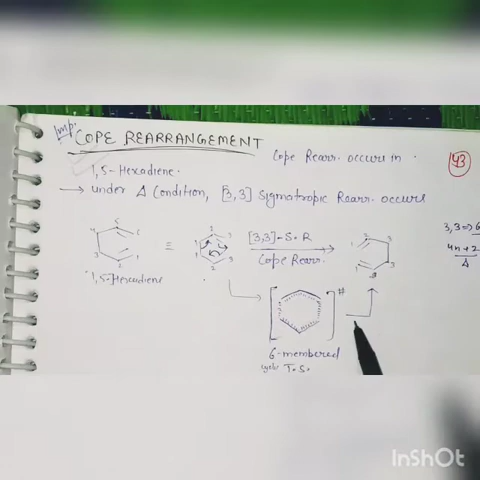 Imp.
COPE REARRANGEMENT
Cope Rearr. occurs in
43
1,5-Hexadiene.
→ under Δ Condition, [3,3] Sigmatropic Rearr. occurs
3,3 ⇒ 6
4n+2
Δ
[3,3]-S.R
Cope Rearr.
≡
1,5-Hexadiene
6-membered
cyclic T.S.
InShOt